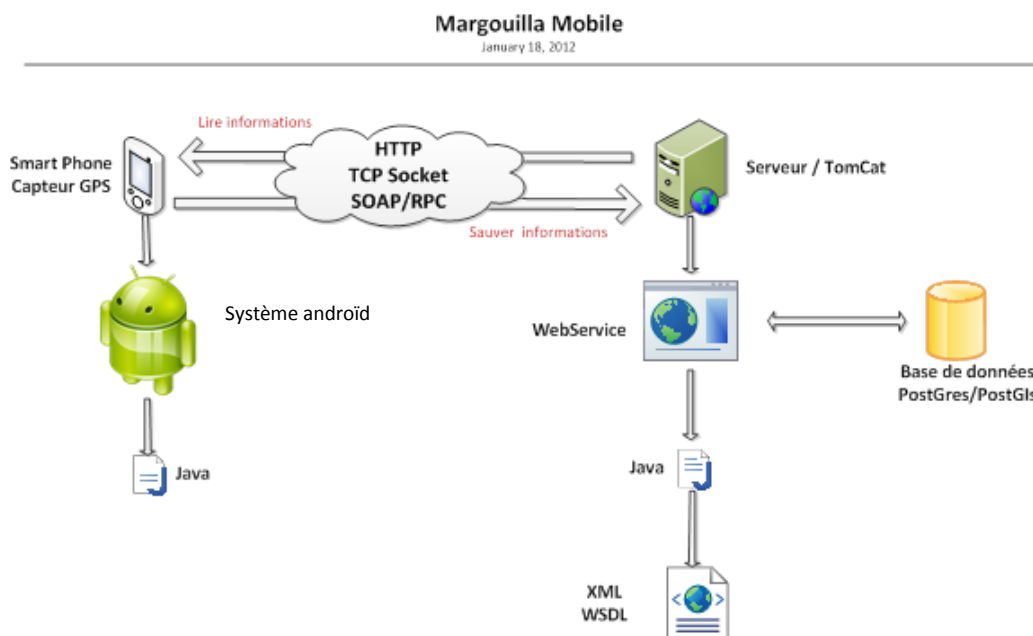 Margouilla Mobile
January 18, 2012
Lire informations
HTTP
TCP Socket
SOAP/RPC
Smart Phone
Capteur GPS
Serveur / TomCat
Sauver informations
Système androïd
WebService
Base de données
PostGres/PostGIs
Java
Java
XML
WSDL